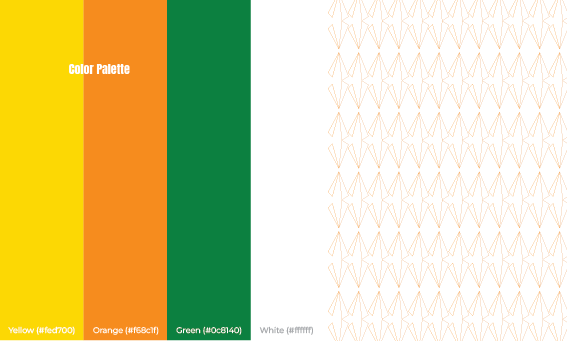 Color Palette
Yellow (#fed700)
Orange (#f68c1f)
Green (#0c8140)
White (#ffffff)